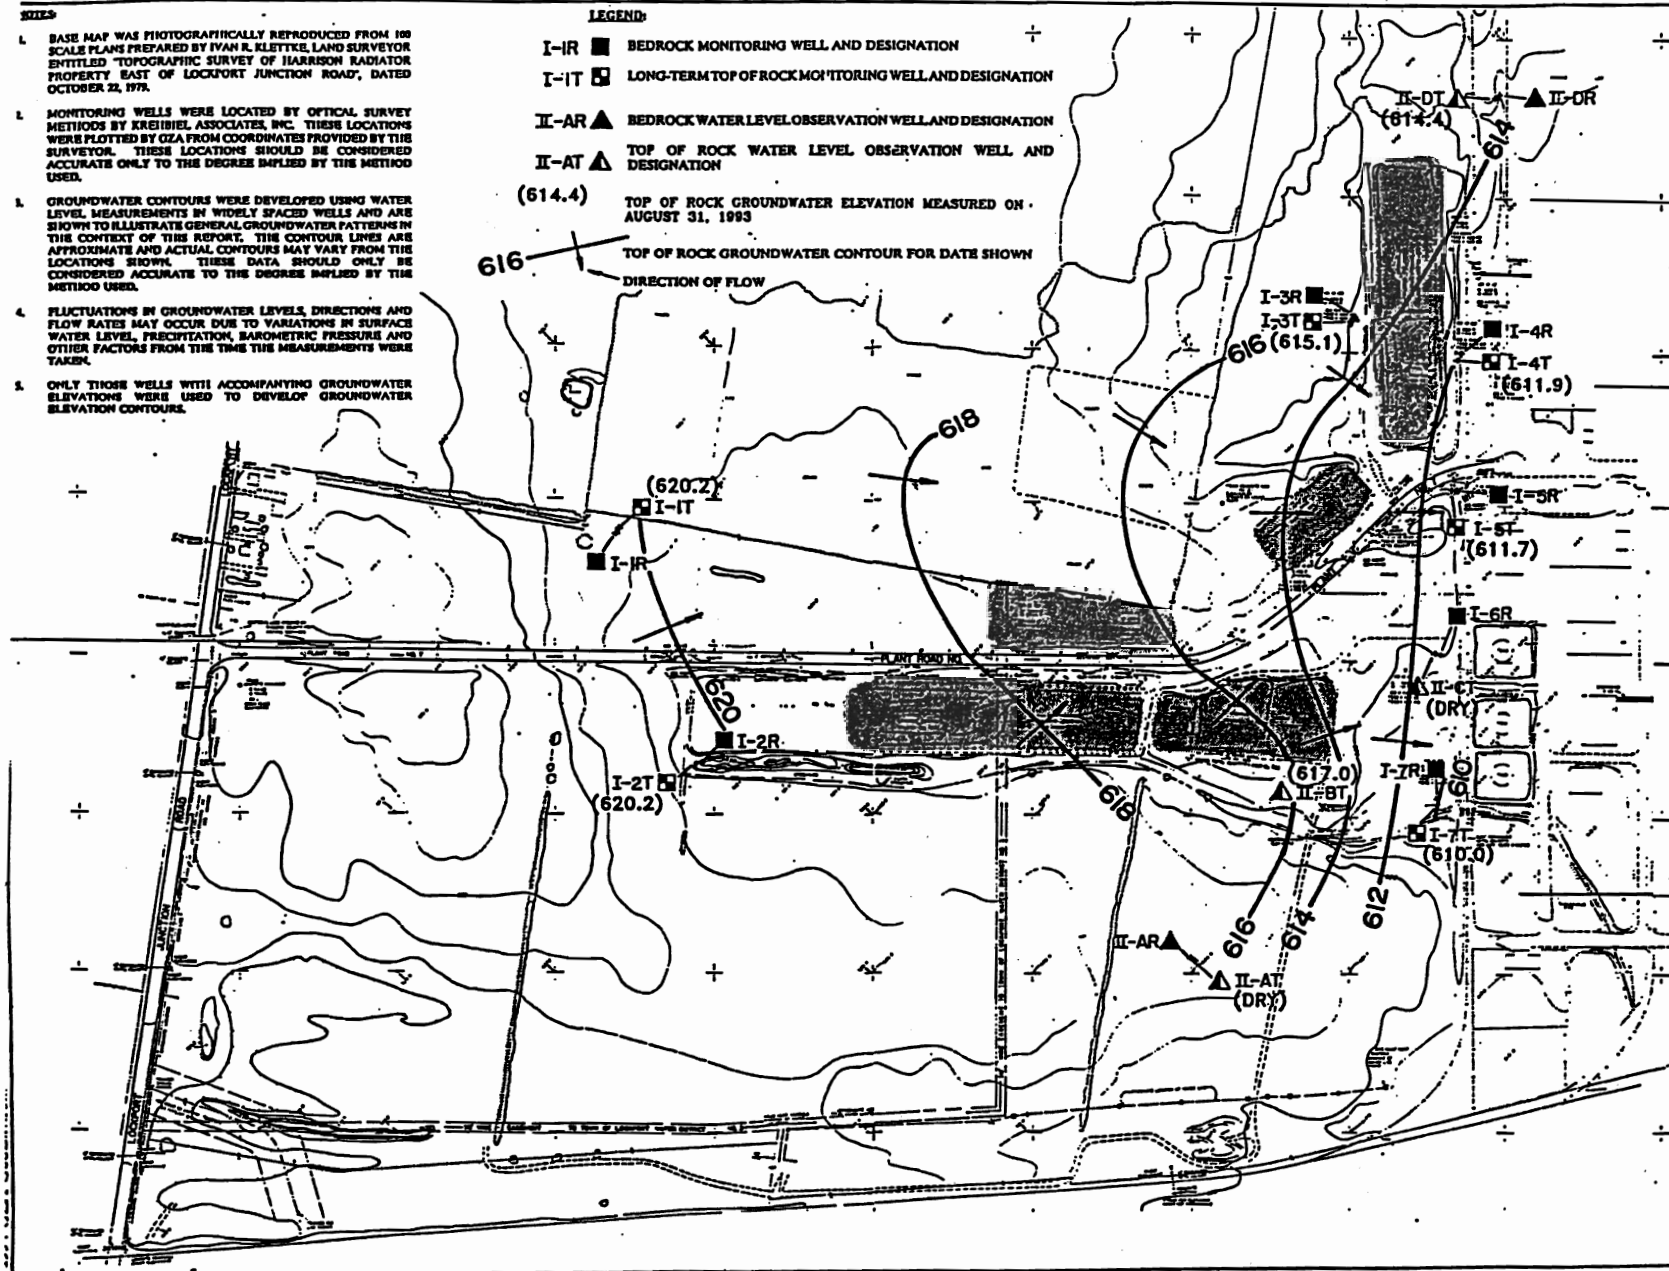 NOTES:
1. BASE MAP WAS PHOTOGRAPHICALLY REPRODUCED FROM 100
SCALE PLANS PREPARED BY IVAN R. KLETTKE, LAND SURVEYOR
ENTITLED "TOPOGRAPHIC SURVEY OF HARRISON RADIATOR
PROPERTY EAST OF LOCKPORT JUNCTION ROAD", DATED
OCTOBER 22, 1979.
2. MONITORING WELLS WERE LOCATED BY OPTICAL SURVEY
METHODS BY KREHBIEL ASSOCIATES, INC. THESE LOCATIONS
WERE PLOTTED BY GZA FROM COORDINATES PROVIDED BY THE
SURVEYOR. THESE LOCATIONS SHOULD BE CONSIDERED
ACCURATE ONLY TO THE DEGREE IMPLIED BY THE METHOD
USED.
3. GROUNDWATER CONTOURS WERE DEVELOPED USING WATER
LEVEL MEASUREMENTS IN WIDELY SPACED WELLS AND ARE
SHOWN TO ILLUSTRATE GENERAL GROUNDWATER PATTERNS IN
THE CONTEXT OF THIS REPORT. THE CONTOUR LINES ARE
APPROXIMATE AND ACTUAL CONTOURS MAY VARY FROM THE
LOCATIONS SHOWN. THESE DATA SHOULD ONLY BE
CONSIDERED ACCURATE TO THE DEGREE IMPLIED BY THE
METHOD USED.
4. FLUCTUATIONS IN GROUNDWATER LEVELS, DIRECTIONS AND
FLOW RATES MAY OCCUR DUE TO VARIATIONS IN SURFACE
WATER LEVEL, PRECIPITATION, BAROMETRIC PRESSURE AND
OTHER FACTORS FROM THE TIME THE MEASUREMENTS WERE
TAKEN.
5. ONLY THOSE WELLS WITH ACCOMPANYING GROUNDWATER
ELEVATIONS WERE USED TO DEVELOP GROUNDWATER
ELEVATION CONTOURS.
LEGEND:
I-1R BEDROCK MONITORING WELL AND DESIGNATION
I-1T LONG-TERM TOP OF ROCK MONITORING WELL AND DESIGNATION
II-AR BEDROCK WATER LEVEL OBSERVATION WELL AND DESIGNATION
II-AT TOP OF ROCK WATER LEVEL OBSERVATION WELL AND
DESIGNATION
(614.4) TOP OF ROCK GROUNDWATER ELEVATION MEASURED ON
AUGUST 31, 1993
616 TOP OF ROCK GROUNDWATER CONTOUR FOR DATE SHOWN
DIRECTION OF FLOW
II-DT
(614.4)
II-DR
614
I-3R
I-3T
(615.1)
616
I-4R
I-4T
(611.9)
618
(620.2)
I-1T
I-1R
I-5R
I-5T
(611.7)
PLANT
I-6R
PLANT ROAD NO.
620
II-CT
(DRY)
I-2R
I-2T
(620.2)
(617.0)
II-BT
I-7R
610
618
I-7T
(610.0)
616
614
612
II-AR
II-AT
(DRY)
LOCKPORT
JUNCTION
ROAD
LOCKPORT